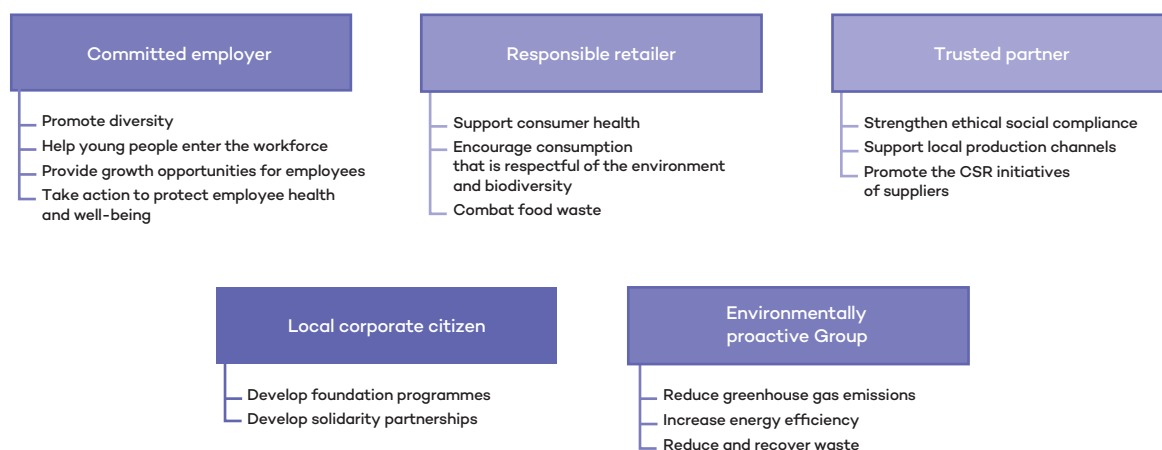 Committed employer
Promote diversity
Help young people enter the workforce
Provide growth opportunities for employees
Take action to protect employee health
and well-being
Responsible retailer
Support consumer health
Encourage consumption
that is respectful of the environment
and biodiversity
Combat food waste
Trusted partner
Strengthen ethical social compliance
Support local production channels
Promote the CSR initiatives
of suppliers
Local corporate citizen
Develop foundation programmes
Develop solidarity partnerships
Environmentally
proactive Group
Reduce greenhouse gas emissions
Increase energy efficiency
Reduce and recover waste